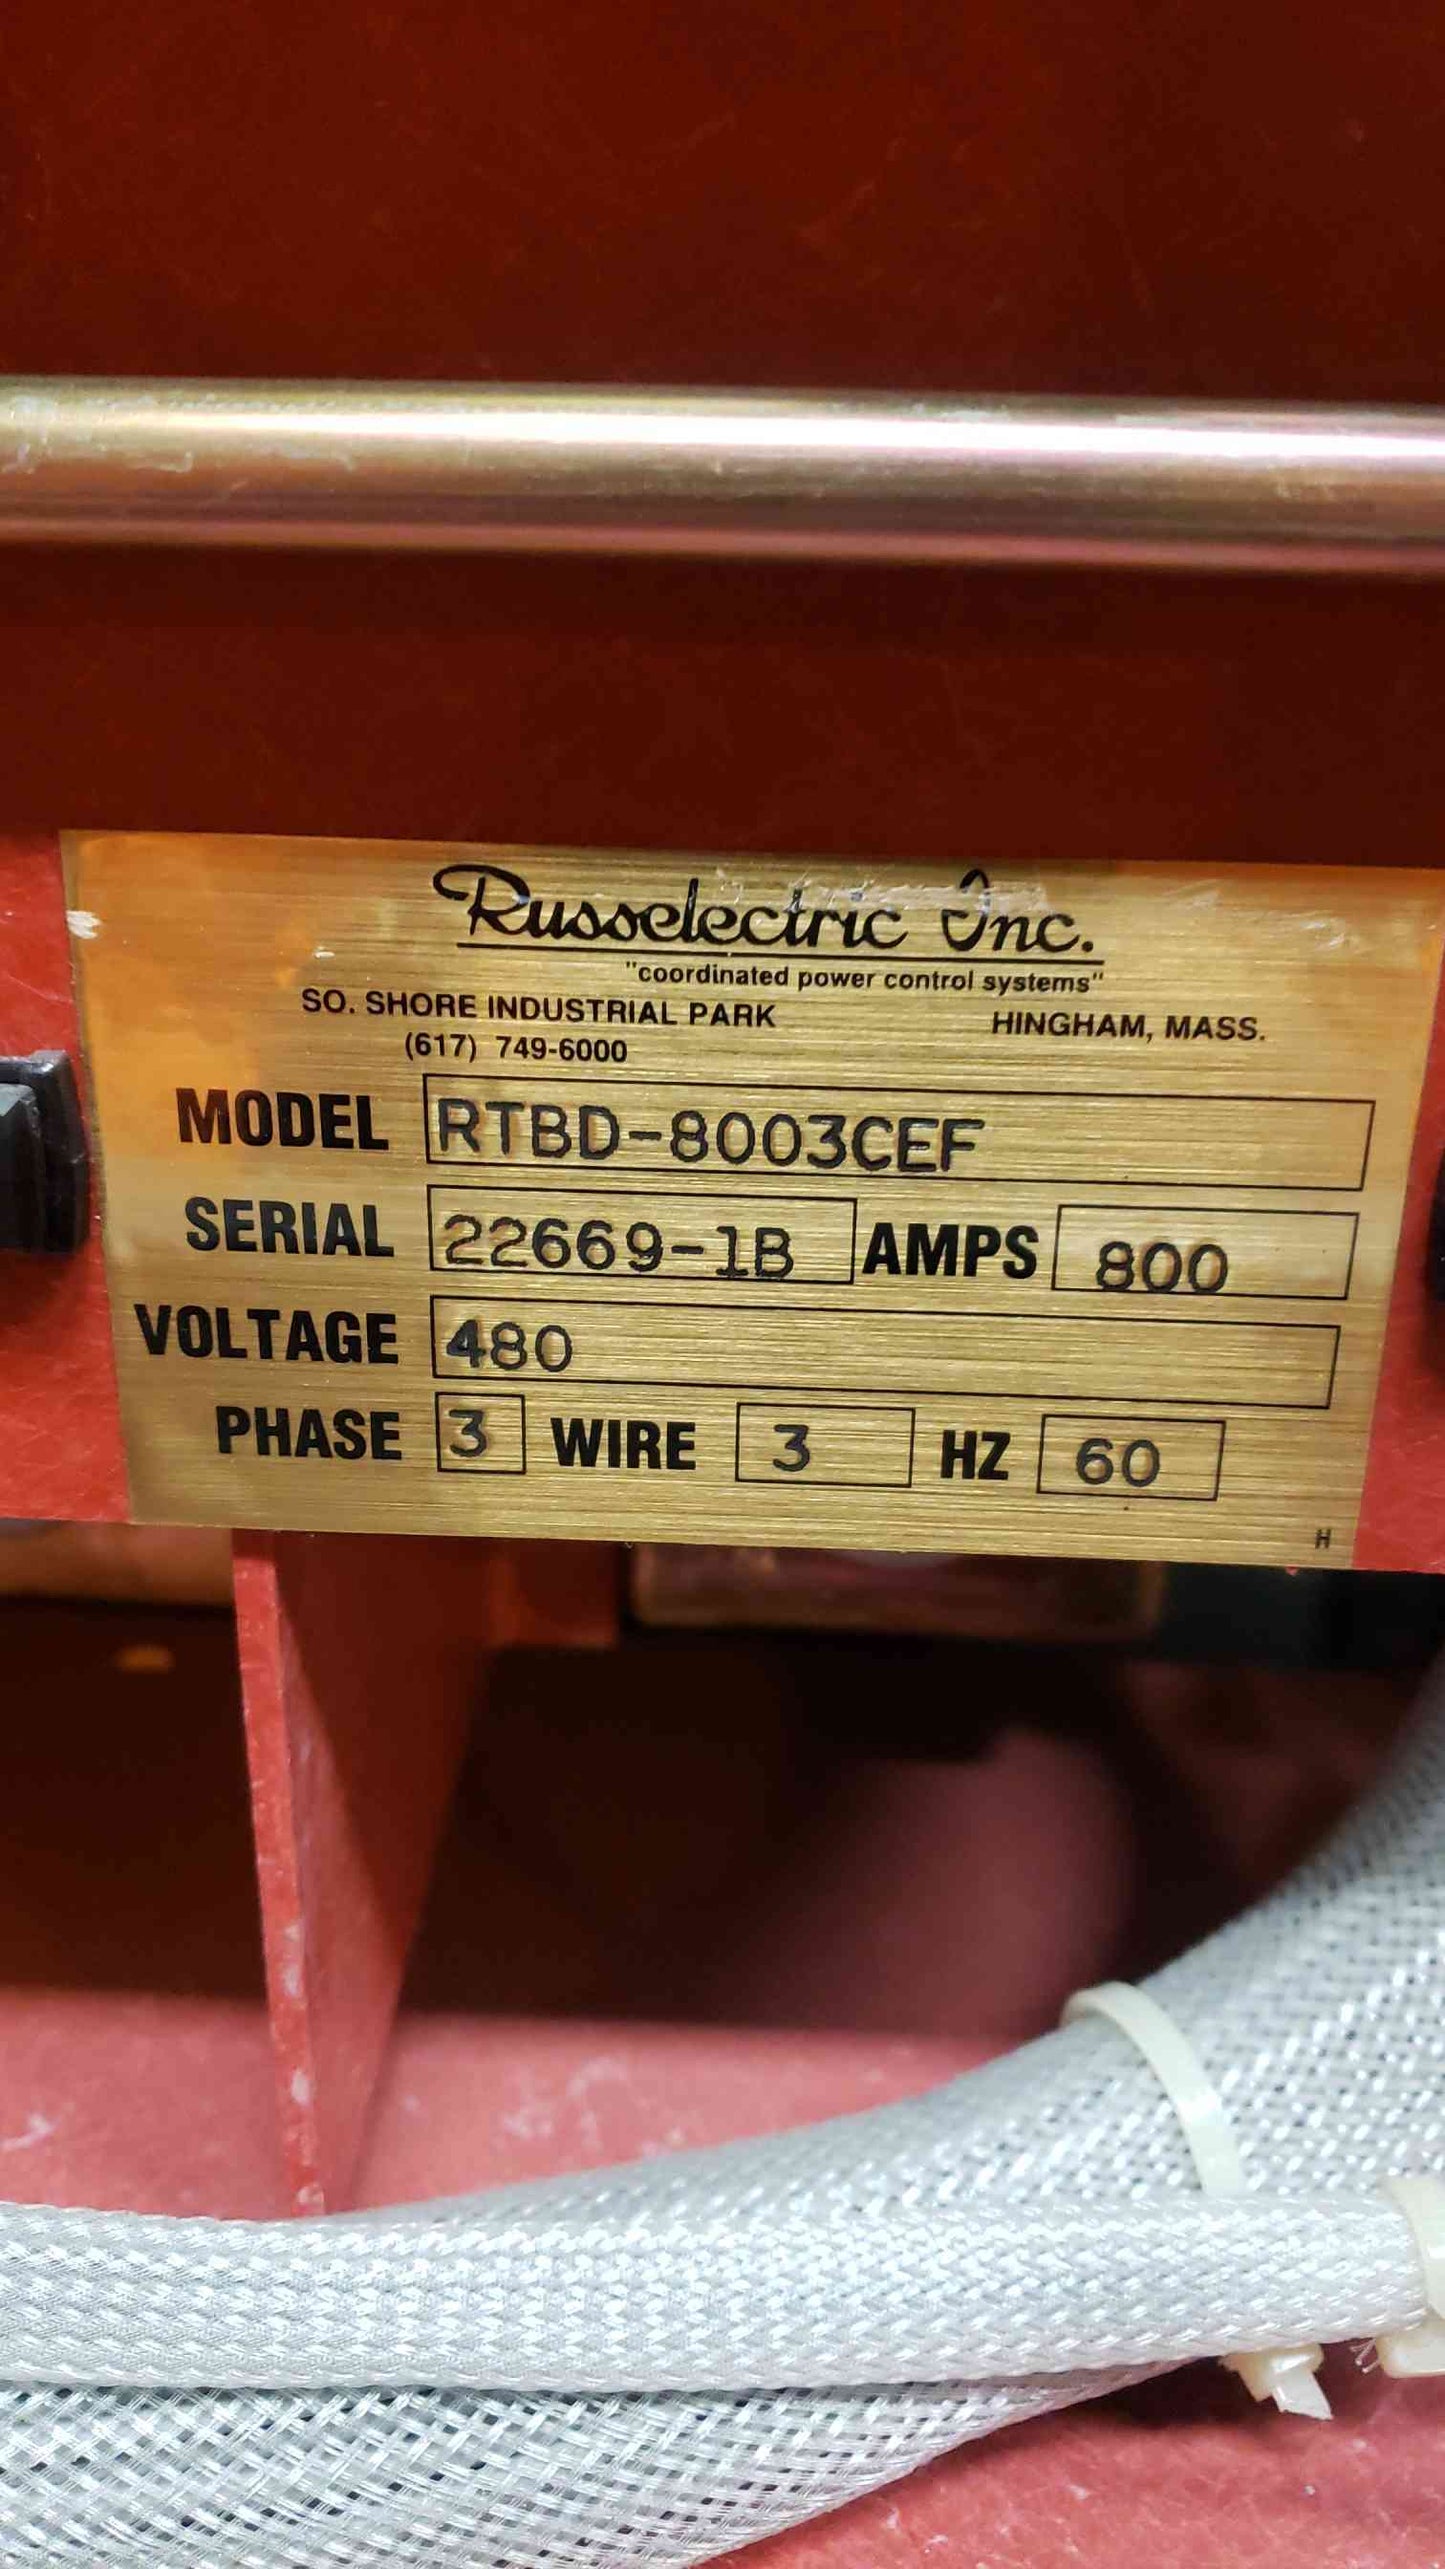 Russelectric Inc.
"coordinated power control systems"
SO. SHORE INDUSTRIAL PARK HINGHAM, MASS.
(617) 749-6000
MODEL RTBD-8003CEF
SERIAL 22669-1B AMPS 800
VOLTAGE 480
PHASE 3 WIRE 3 HZ 60
H